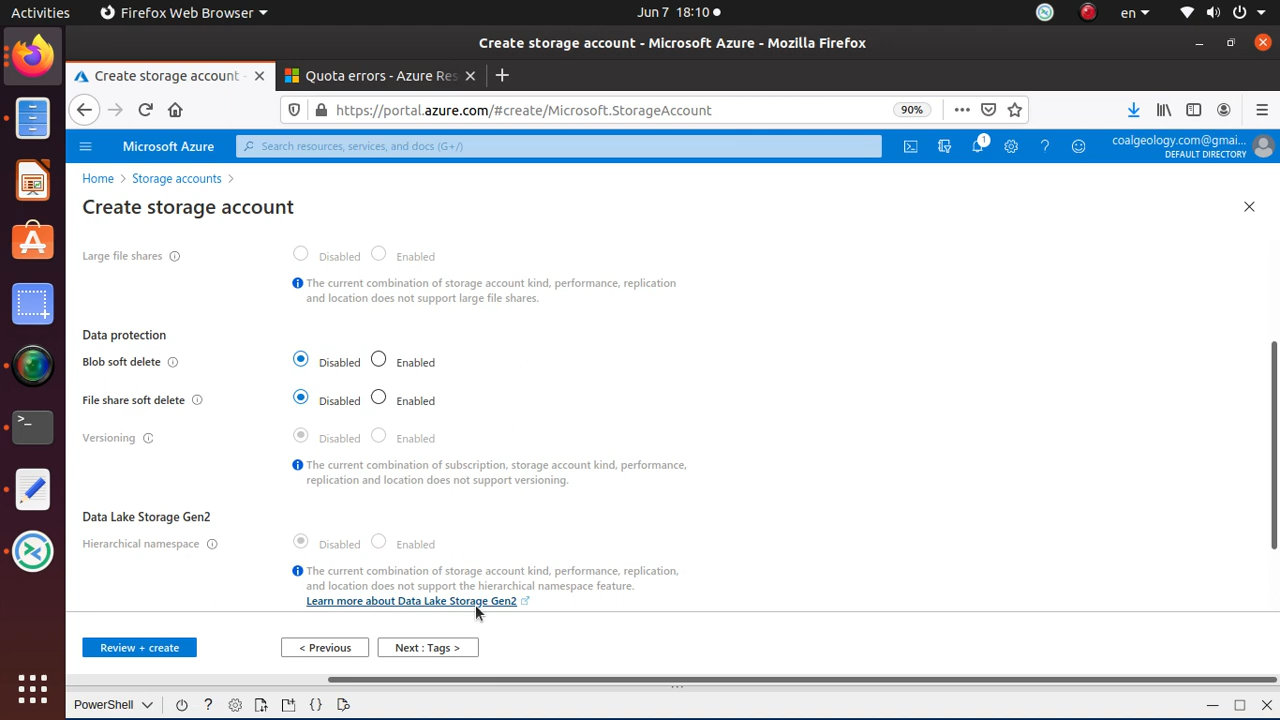 Activities
Firefox Web Browser
Jun 7 18:10
en
Create storage account - Microsoft Azure - Mozilla Firefox
Create storage account -
Quota errors - Azure Res
https://portal.azure.com/#create/Microsoft.StorageAccount
90%
Microsoft Azure
Search resources, services, and docs (G+/)
1
coalgeology.com@gmai...
DEFAULT DIRECTORY
Home > Storage accounts >
Create storage account
Large file shares
Disabled
Enabled
The current combination of storage account kind, performance, replication
and location does not support large file shares.
Data protection
Blob soft delete
Disabled
Enabled
File share soft delete
Disabled
Enabled
Versioning
Disabled
Enabled
The current combination of subscription, storage account kind, performance,
replication and location does not support versioning.
Data Lake Storage Gen2
Hierarchical namespace
Disabled
Enabled
The current combination of storage account kind, performance, replication,
and location does not support the hierarchical namespace feature.
Learn more about Data Lake Storage Gen2
Review + create
< Previous
Next : Tags >
PowerShell